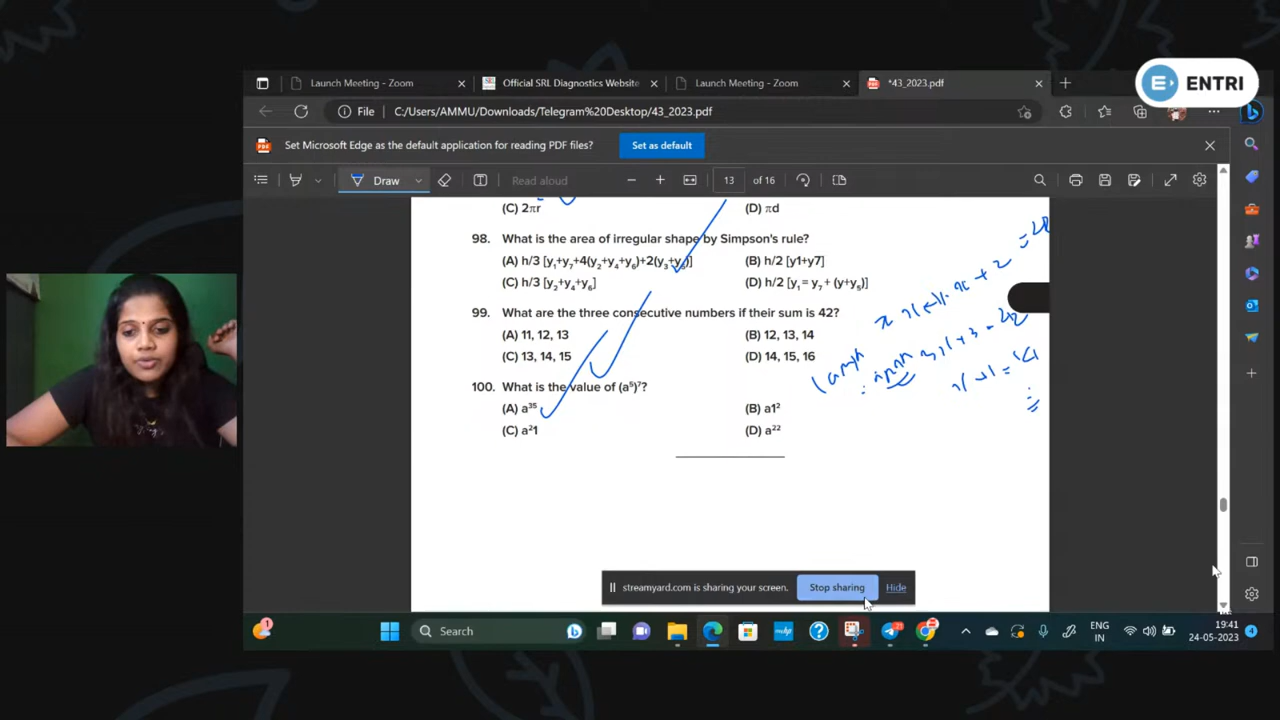 Launch Meeting - Zoom
Official SRL Diagnostics Website
Launch Meeting - Zoom
*43_2023.pdf
ENTRI
File
C:/Users/AMMU/Downloads/Telegram%20Desktop/43_2023.pdf
Set Microsoft Edge as the default application for reading PDF files?
Set as default
Draw
Read aloud
13 of 16
(C) 2πr
(D) πd
98. What is the area of irregular shape by Simpson's rule?
(A) h/3 [y₁+y₇+4(y₂+y₄+y₆)+2(y₃+y₅)]
(B) h/2 [y1+y7]
(C) h/3 [y₂+y₄+y₆]
(D) h/2 [y₁ = y₇ + (y+y₅)]
99. What are the three consecutive numbers if their sum is 42?
(A) 11, 12, 13
(B) 12, 13, 14
(C) 13, 14, 15
(D) 14, 15, 16
100. What is the value of (a⁵)⁷?
(A) a³⁵
(B) a1²
(C) a²1
(D) a²²
streamyard.com is sharing your screen.
Stop sharing
Hide
Search
ENG
IN
19:41
24-05-2023